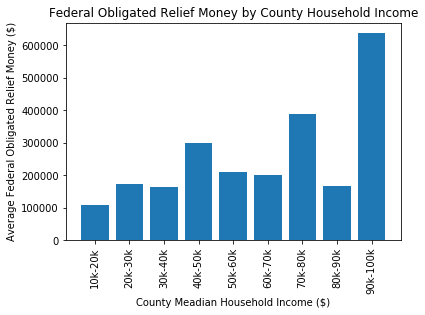 Federal Obligated Relief Money by County Household Income
Average Federal Obligated Relief Money ($)
600000
500000
400000
300000
200000
100000
0
10k-20k
20k-30k
30k-40k
40k-50k
50k-60k
60k-70k
70k-80k
80k-90k
90k-100k
County Meadian Household Income ($)